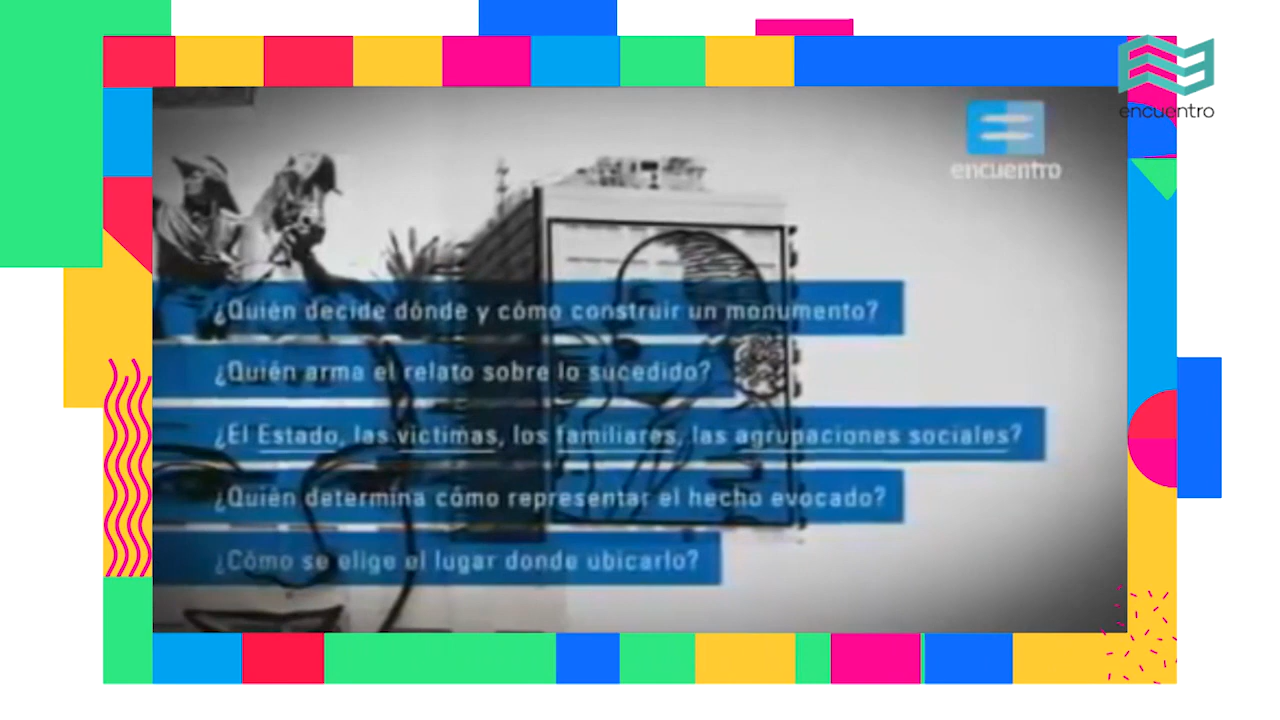 encuentro
encuentro
¿Quién decide dónde y cómo construir un monumento?
¿Quién arma el relato sobre lo sucedido?
¿El Estado, las víctimas, los familiares, las agrupaciones sociales?
¿Quién determina cómo representar el hecho evocado?
¿Cómo se elige el lugar donde ubicarlo?